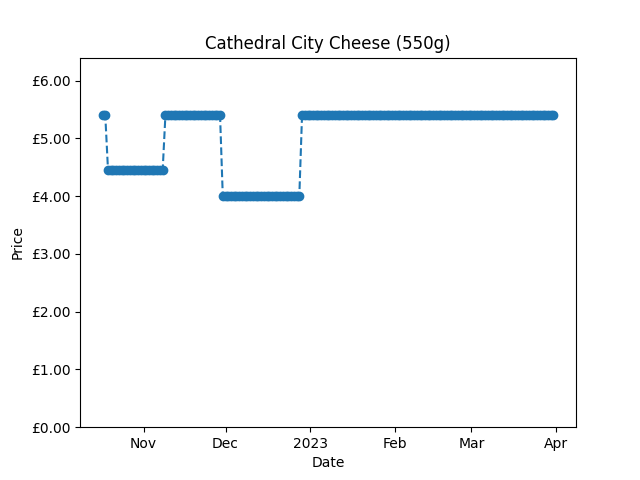 Cathedral City Cheese (550g)
£6.00
£5.00
£4.00
£3.00
£2.00
£1.00
£0.00
Price
Nov Dec 2023 Feb Mar Apr
Date